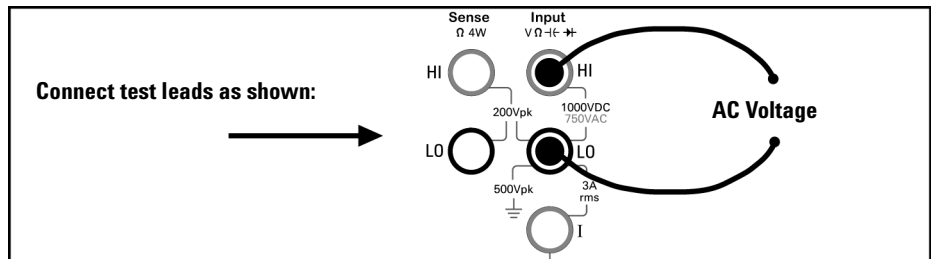 Sense Input
Ω 4W V Ω ⊣⊢ ➔⊢
HI HI
Connect test leads as shown:
200Vpk 1000VDC
750VAC
AC Voltage
LO LO
500Vpk 3A
rms
I